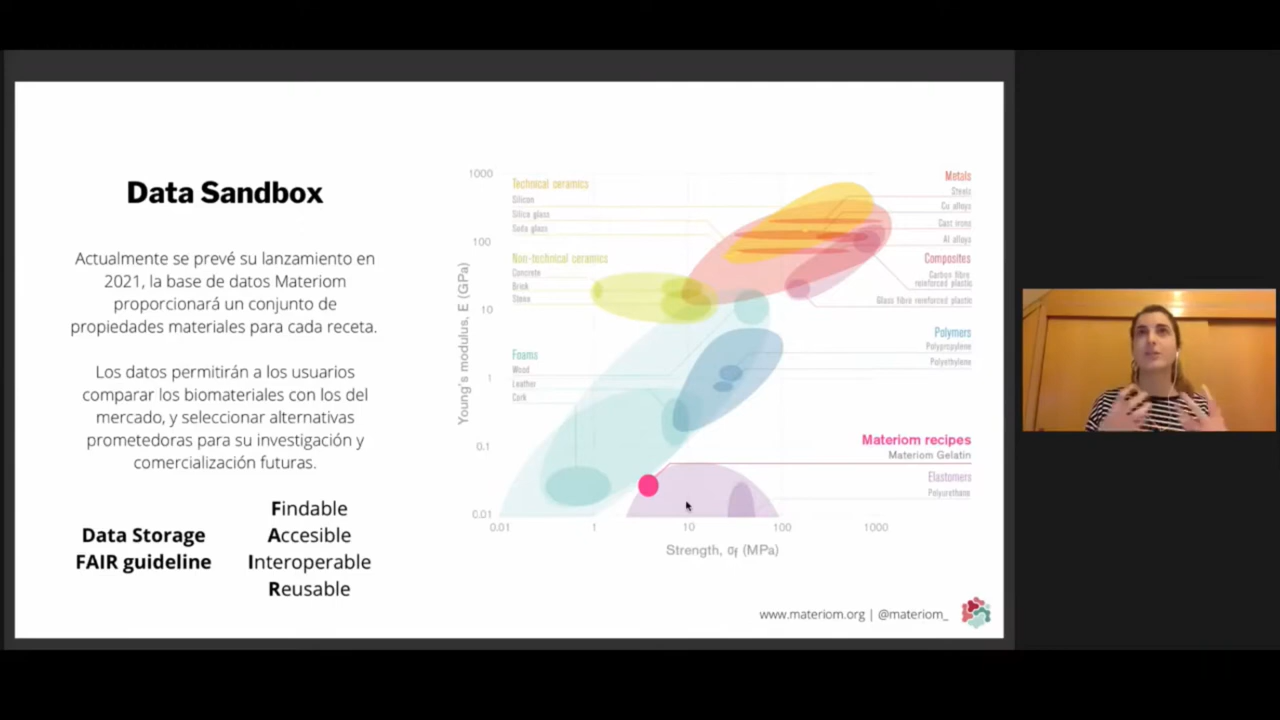 Data Sandbox
Actualmente se prevé su lanzamiento en
2021, la base de datos Materiom
proporcionará un conjunto de
propiedades materiales para cada receta.
Los datos permitirán a los usuarios
comparar los biomateriales con los del
mercado, y seleccionar alternativas
prometedoras para su investigación y
comercialización futuras.
Data Storage
FAIR guideline
Findable
Accesible
Interoperable
Reusable
Young's modulus, E (GPa)
1000
100
10
1
0.1
0.01
Technical ceramics
Silicon
Silica glass
Soda glass
Non-technical ceramics
Concrete
Brick
Stone
Foams
Wood
Leather
Cork
Metals
Steels
Cu alloys
Cast irons
Al alloys
Composites
Carbon fibre
reinforced plastic
Glass fibre reinforced plastic
Polymers
Polypropylene
Polyethylene
Materiom recipes
Materiom Gelatin
Elastomers
Polyurethane
0.01
1
10
100
1000
Strength, σf (MPa)
www.materiom.org | @materiom_